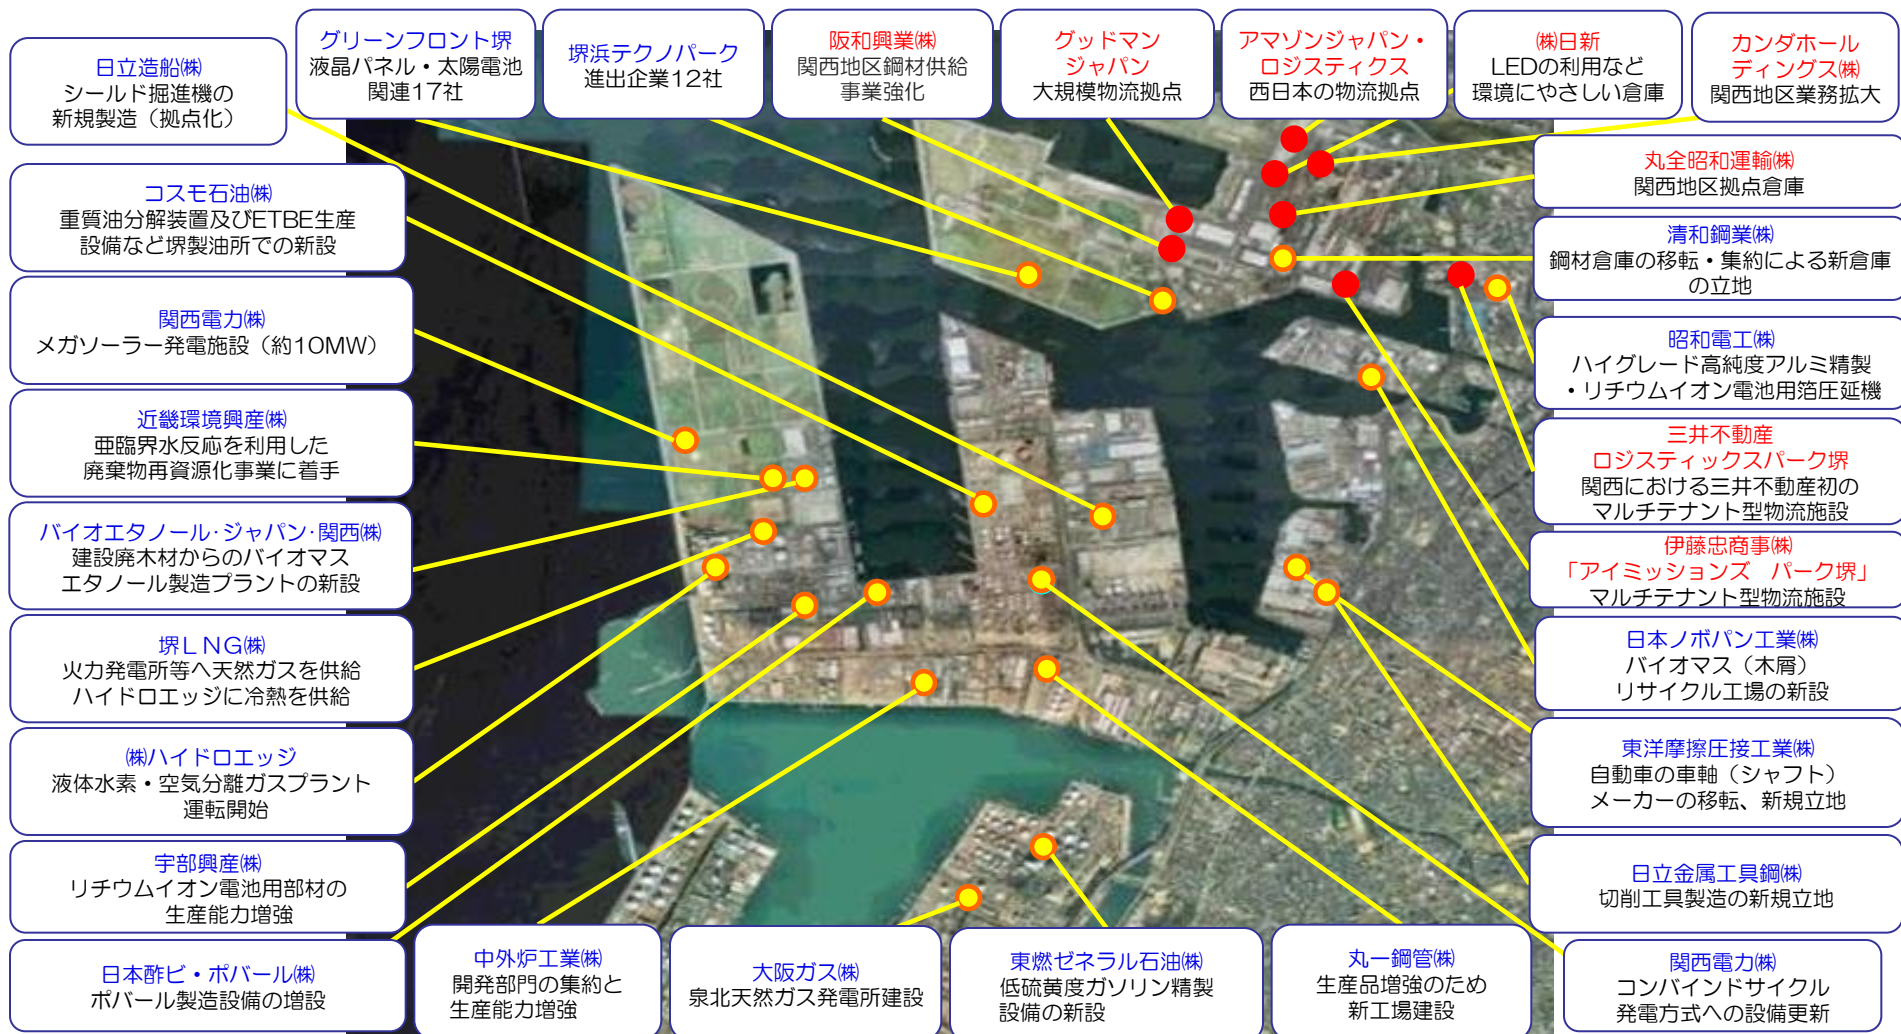 日立造船㈱
シールド掘進機の
新規製造（拠点化）
グリーンフロント堺
液晶パネル・太陽電池
関連17社
堺浜テクノパーク
進出企業12社
阪和興業㈱
関西地区鋼材供給
事業強化
グッドマン
ジャパン
大規模物流拠点
アマゾンジャパン・
ロジスティクス
西日本の物流拠点
㈱日新
LEDの利用など
環境にやさしい倉庫
カンダホール
ディングス㈱
関西地区業務拡大
コスモ石油㈱
重質油分解装置及びETBE生産
設備など堺製油所での新設
関西電力㈱
メガソーラー発電施設（約10MW）
近畿環境興産㈱
亜臨界水反応を利用した
廃棄物再資源化事業に着手
バイオエタノール・ジャパン・関西㈱
建設廃木材からのバイオマス
エタノール製造プラントの新設
堺ＬＮＧ㈱
火力発電所等へ天然ガスを供給
ハイドロエッジに冷熱を供給
㈱ハイドロエッジ
液体水素・空気分離ガスプラント
運転開始
宇部興産㈱
リチウムイオン電池用部材の
生産能力増強
日本酢ビ・ポバール㈱
ポバール製造設備の増設
丸全昭和運輸㈱
関西地区拠点倉庫
清和鋼業㈱
鋼材倉庫の移転・集約による新倉庫
の立地
昭和電工㈱
ハイグレード高純度アルミ精製
・リチウムイオン電池用箔圧延機
三井不動産
ロジスティックスパーク堺
関西における三井不動産初の
マルチテナント型物流施設
伊藤忠商事㈱
「アイミッションズ　パーク堺」
マルチテナント型物流施設
日本ノボパン工業㈱
バイオマス（木屑）
リサイクル工場の新設
東洋摩擦圧接工業㈱
自動車の車軸（シャフト）
メーカーの移転、新規立地
日立金属工具鋼㈱
切削工具製造の新規立地
中外炉工業㈱
開発部門の集約と
生産能力増強
大阪ガス㈱
泉北天然ガス発電所建設
東燃ゼネラル石油㈱
低硫黄度ガソリン精製
設備の新設
丸一鋼管㈱
生産品増強のため
新工場建設
関西電力㈱
コンバインドサイクル
発電方式への設備更新